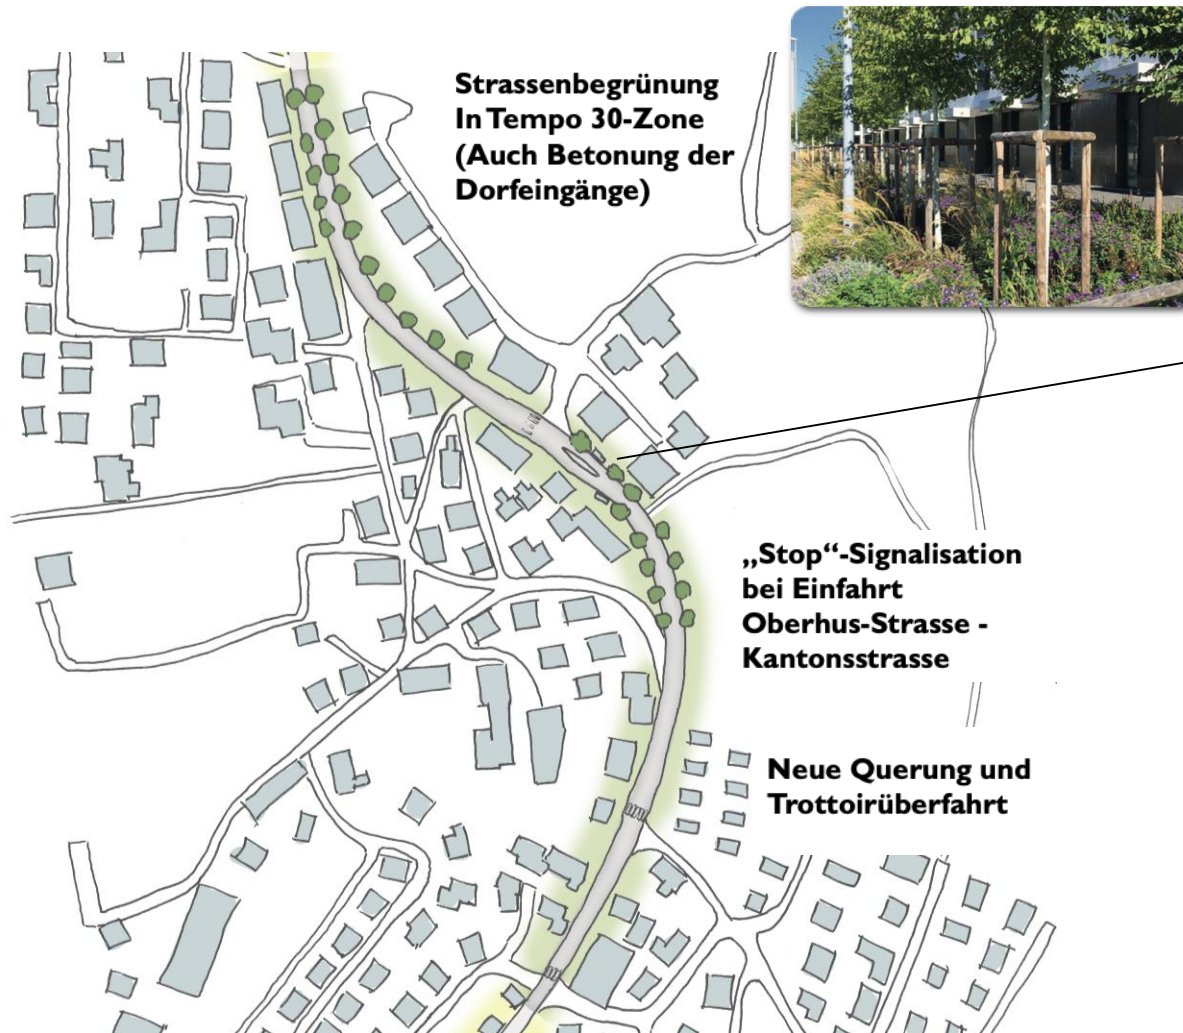 Strassenbegrünung
In Tempo 30-Zone
(Auch Betonung der
Dorfeingänge)
„Stop“-Signalisation
bei Einfahrt
Oberhus-Strasse -
Kantonsstrasse
Neue Querung und
Trottoirüberfahrt